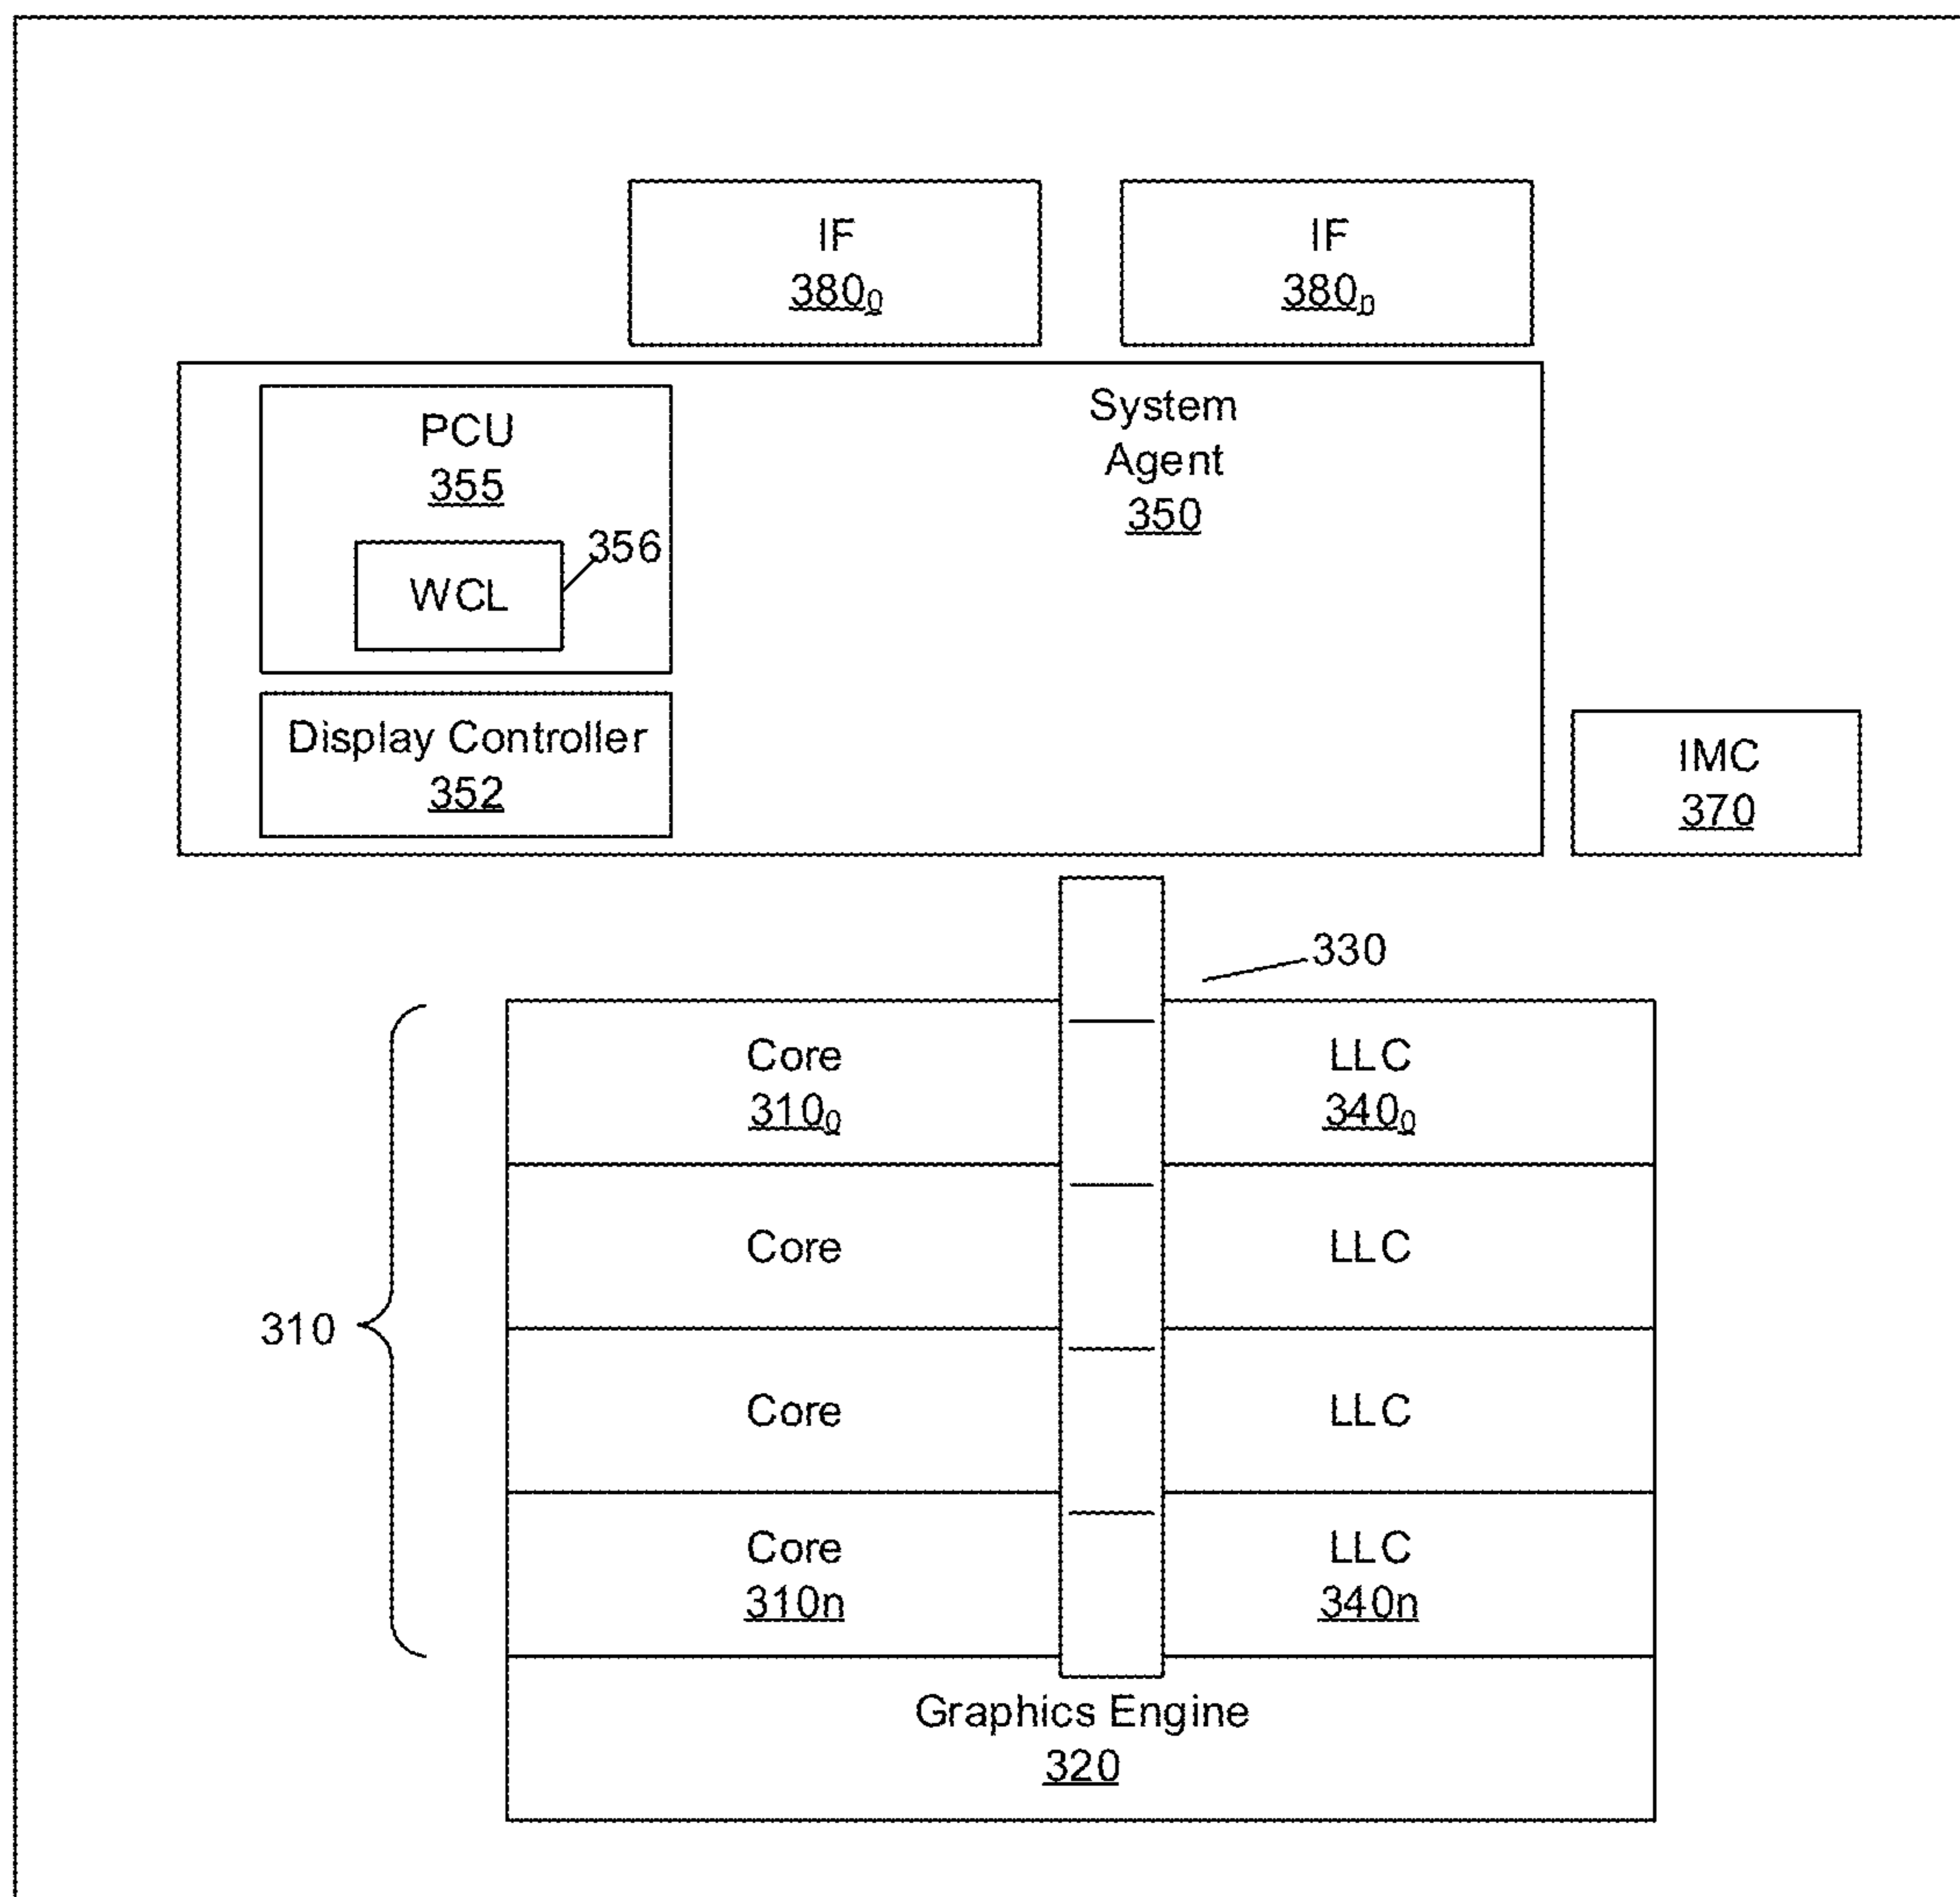 IF
380₀
IF
380ₙ
PCU
355
WCL
356
Display Controller
352
System
Agent
350
IMC
370
330
310
Core
310₀
LLC
340₀
Core
LLC
Core
LLC
Core
310n
LLC
340n
Graphics Engine
320